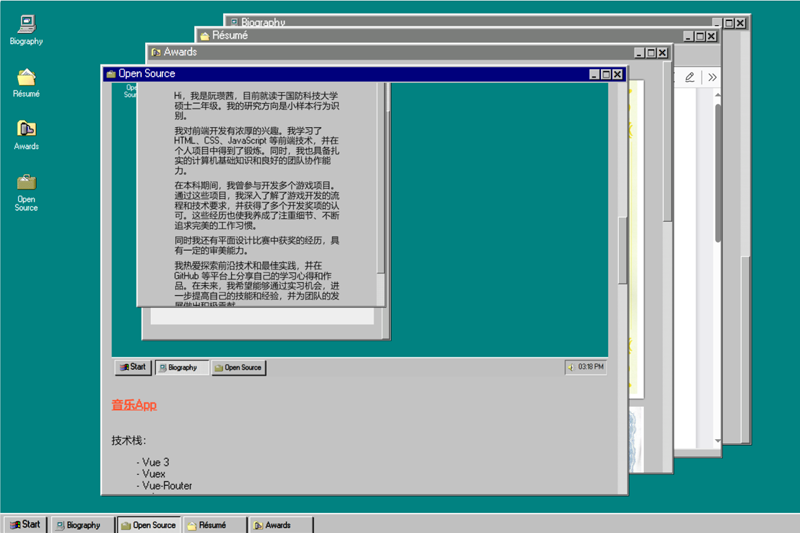 Biography
Résumé
Awards
Open Source
Biography
Résumé
Awards
Open
Source
Op
Sour
Hi，我是阮璟茜，目前就读于国防科技大学
硕士二年级。我的研究方向是小样本行为识
别。
我对前端开发有浓厚的兴趣。我学习了
HTML、CSS、JavaScript 等前端技术，并在
个人项目中得到了锻炼。同时，我也具备扎
实的计算机基础知识和良好的团队协作能
力。
在本科期间，我曾参与开发多个游戏项目。
通过这些项目，我深入了解了游戏开发的流
程和技术要求，并获得了多个开发奖项的认
可。这些经历也使我养成了注重细节、不断
追求完美的工作习惯。
同时我还有平面设计比赛中获奖的经历，具
有一定的审美能力。
我热爱探索前沿技术和最佳实践，并在
GitHub 等平台上分享自己的学习心得和作
品。在未来，我希望能够通过实习机会，进
一步提高自己的技能和经验，并为团队的发
展做出积极贡献
Start
Biography
Open Source
03:18 PM
音乐App
技术栈：
- Vue 3
- Vuex
- Vue-Router
Start
Biography
Open Source
Résumé
Awards